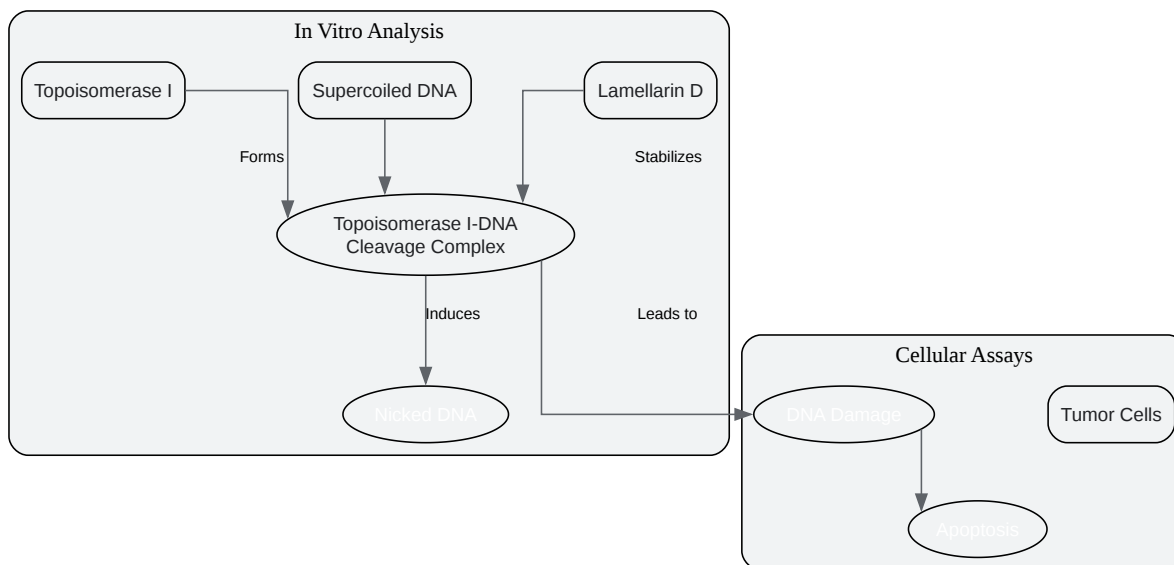 In Vitro Analysis
Topoisomerase I
Supercoiled DNA
Lamellarin D
Forms
Stabilizes
Topoisomerase I-DNA
Cleavage Complex
Induces
Leads to
Cellular Assays
Nicked DNA
DNA Damage
Tumor Cells
Apoptosis